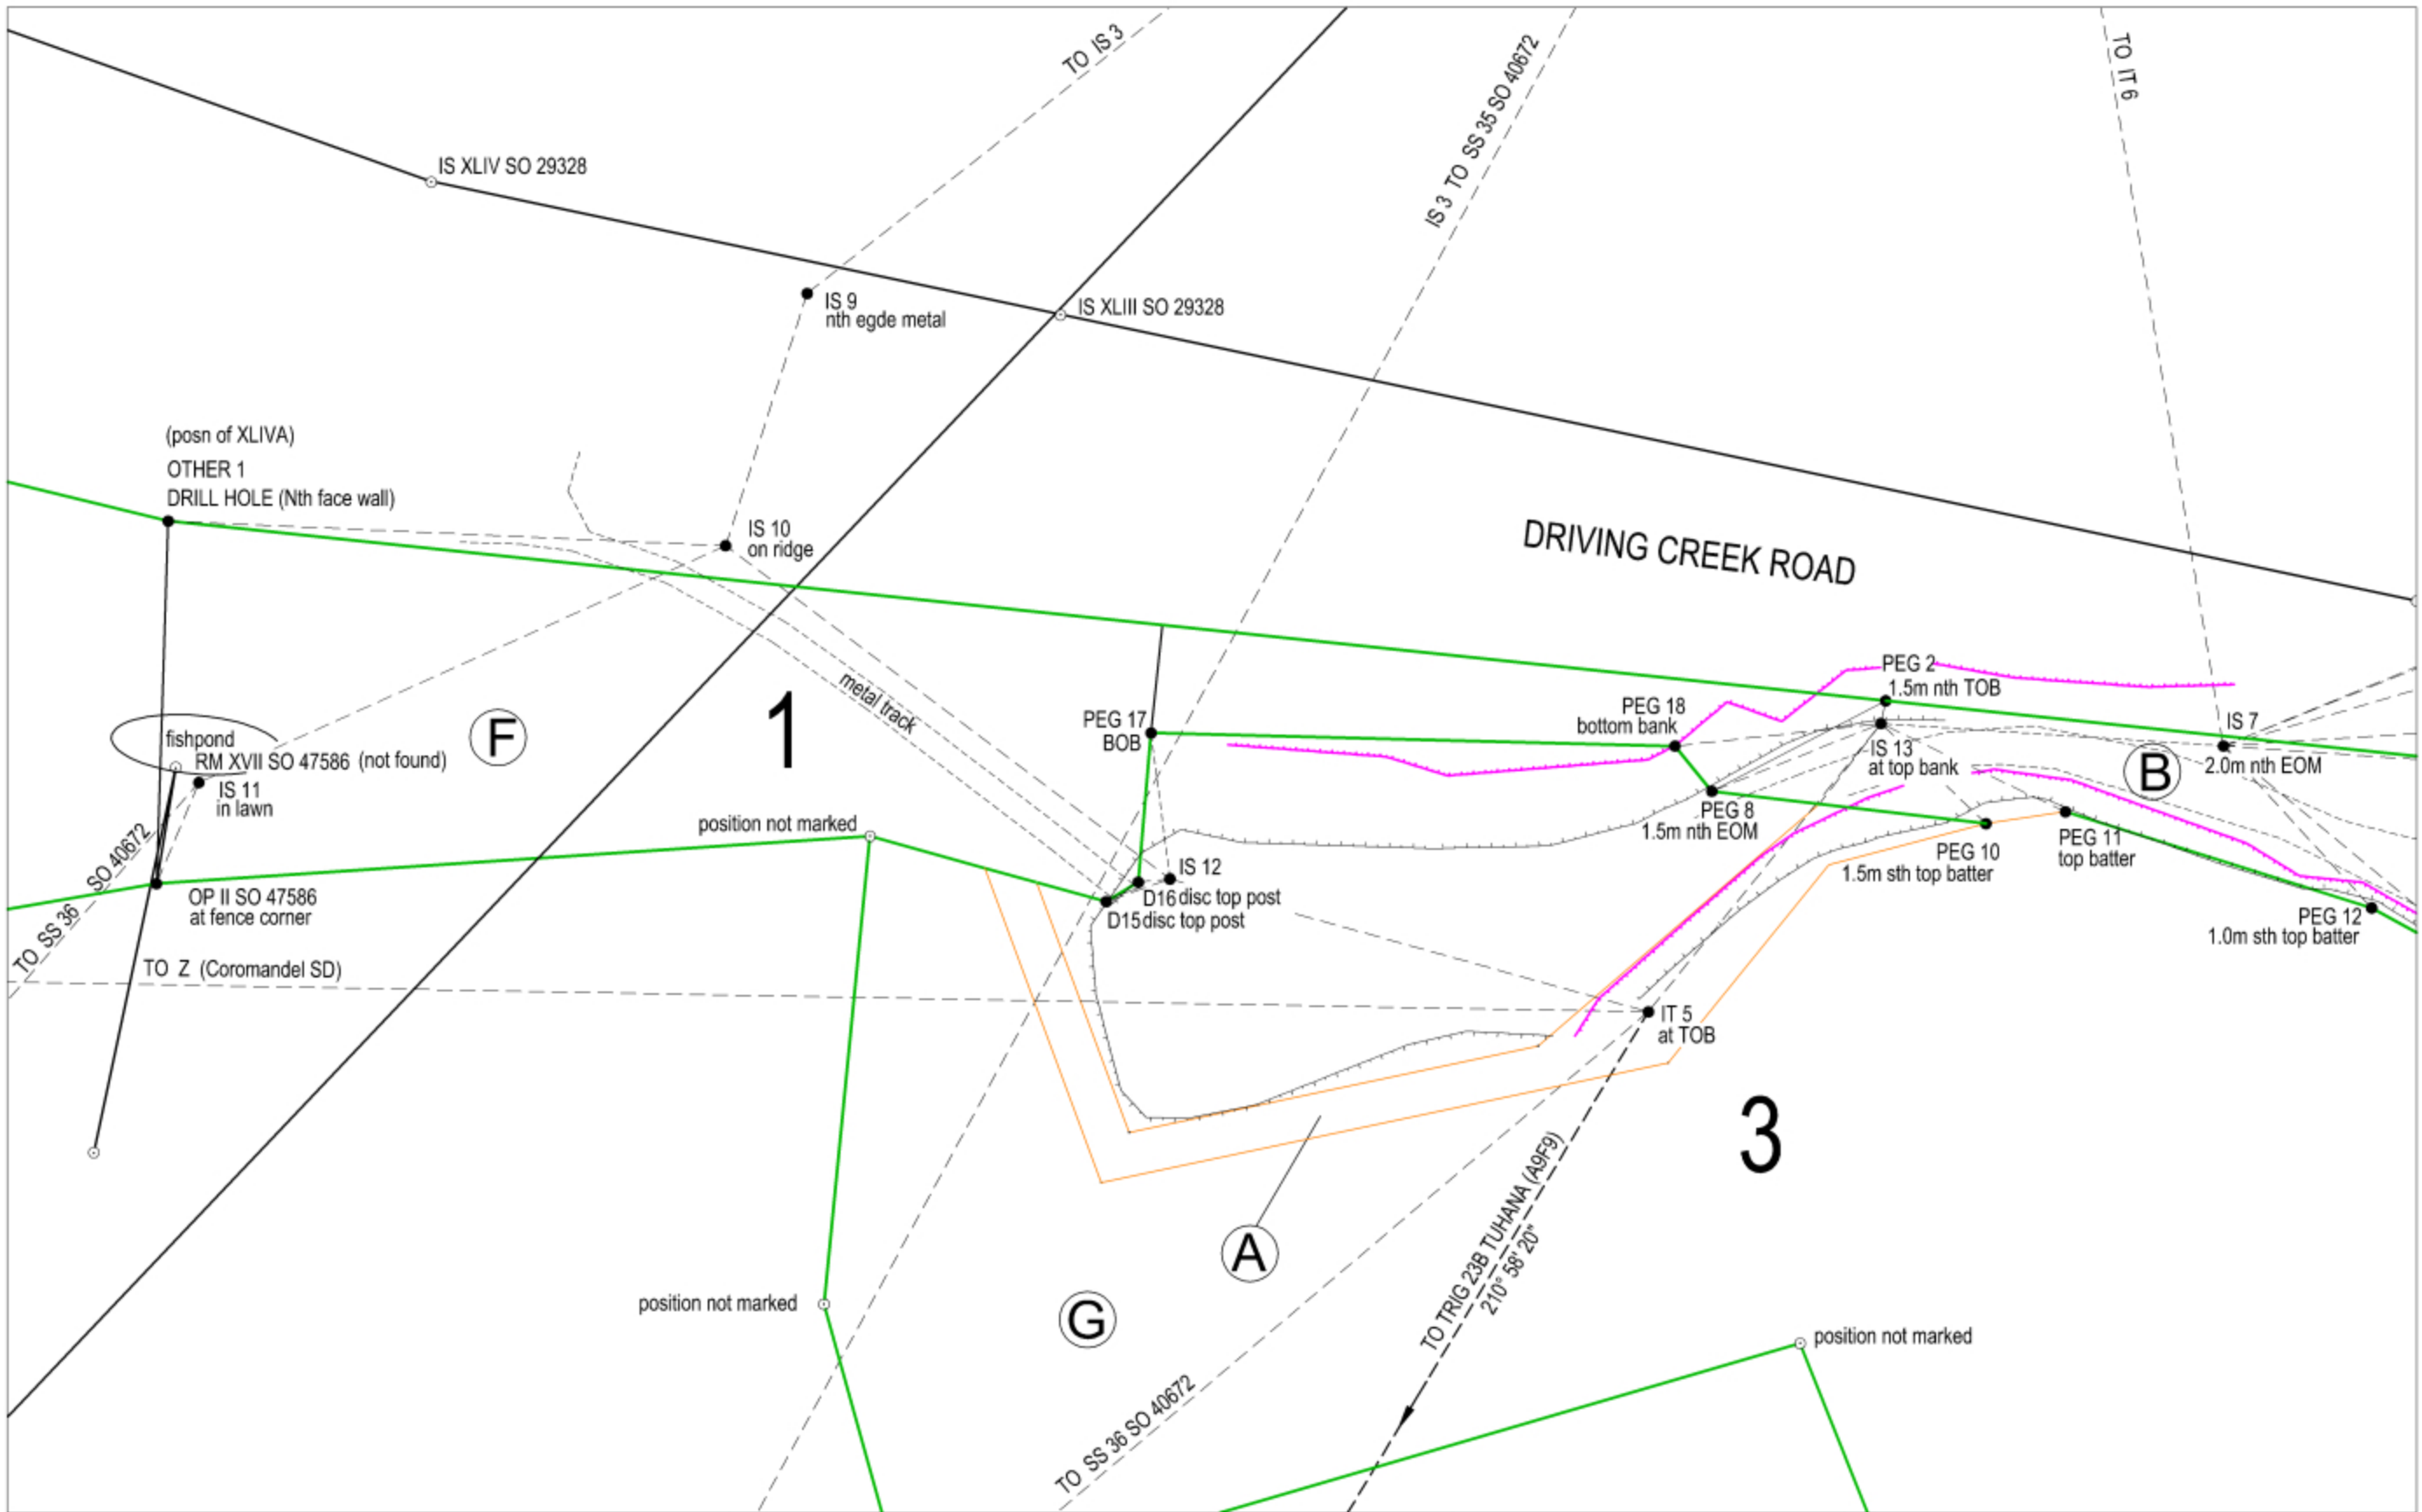 TO IS 3
IS 3 TO SS 35 SO 40672
TO IT 6
IS XLIV SO 29328
IS 9
nth egde metal
IS XLIII SO 29328
(posn of XLIVA)
OTHER 1
DRILL HOLE (Nth face wall)
IS 10
on ridge
DRIVING CREEK ROAD
metal track
1
F
fishpond
RM XVII SO 47586 (not found)
IS 11
in lawn
PEG 17
BOB
PEG 18
bottom bank
PEG 2
1.5m nth TOB
IS 13
at top bank
IS 7
2.0m nth EOM
B
PEG 8
1.5m nth EOM
PEG 10
1.5m sth top batter
PEG 11
top batter
PEG 12
1.0m sth top batter
position not marked
IS 12
D16 disc top post
D15 disc top post
OP II SO 47586
at fence corner
TO SS 36 SO 40672
TO Z (Coromandel SD)
IT 5
at TOB
3
A
G
TO TRIG 23B TUHANA (A9F9)
210° 58' 20"
position not marked
position not marked
TO SS 36 SO 40672